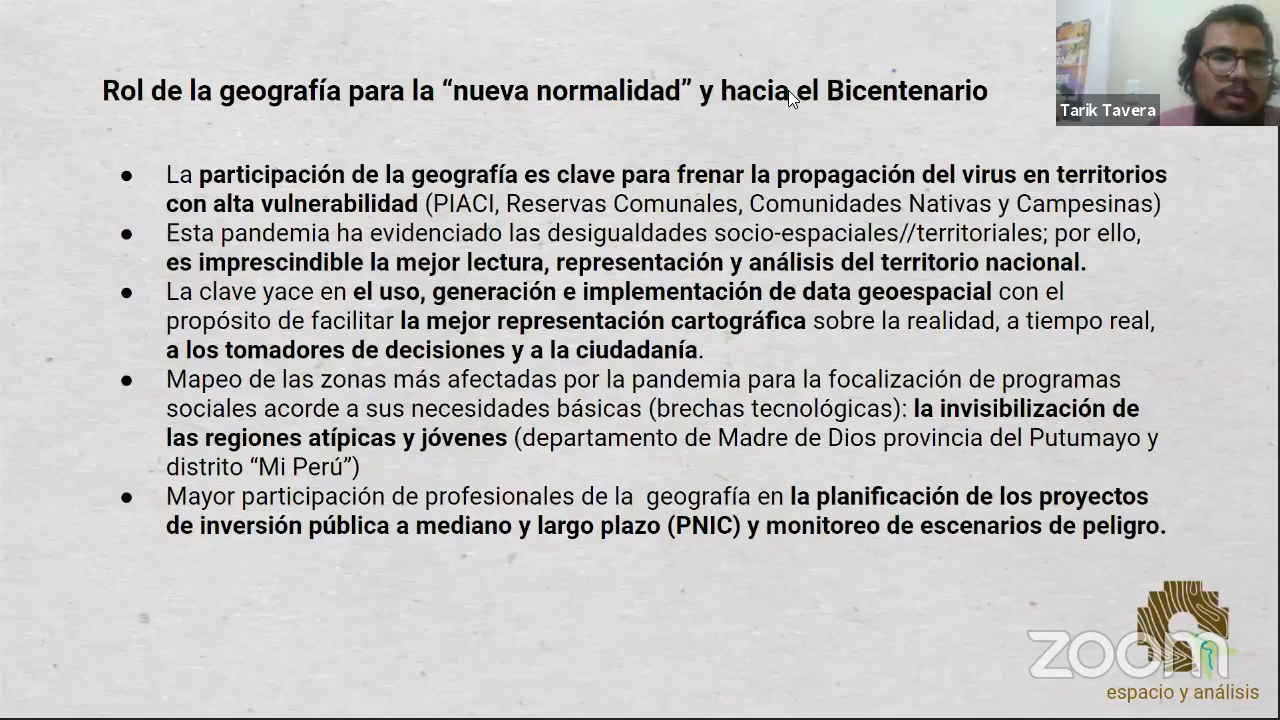 Rol de la geografía para la “nueva normalidad” y hacia el Bicentenario
Tarik Tavera
● La participación de la geografía es clave para frenar la propagación del virus en territorios
con alta vulnerabilidad (PIACI, Reservas Comunales, Comunidades Nativas y Campesinas)
● Esta pandemia ha evidenciado las desigualdades socio-espaciales//territoriales; por ello,
es imprescindible la mejor lectura, representación y análisis del territorio nacional.
● La clave yace en el uso, generación e implementación de data geoespacial con el
propósito de facilitar la mejor representación cartográfica sobre la realidad, a tiempo real,
a los tomadores de decisiones y a la ciudadanía.
● Mapeo de las zonas más afectadas por la pandemia para la focalización de programas
sociales acorde a sus necesidades básicas (brechas tecnológicas): la invisibilización de
las regiones atípicas y jóvenes (departamento de Madre de Dios provincia del Putumayo y
distrito “Mi Perú”)
● Mayor participación de profesionales de la  geografía en la planificación de los proyectos
de inversión pública a mediano y largo plazo (PNIC) y monitoreo de escenarios de peligro.
zoom
espacio y análisis